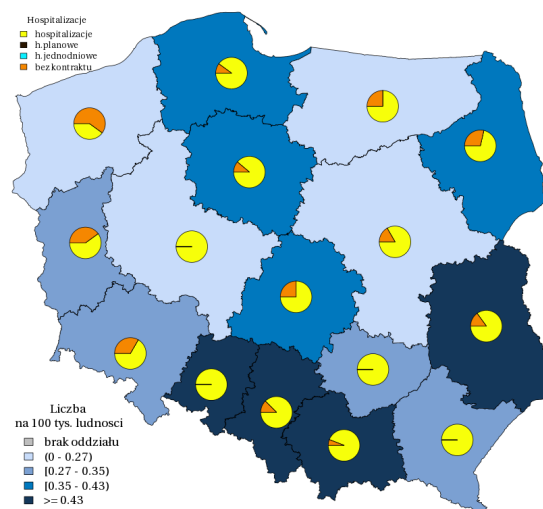 Hospitalizacje
hospitalizacje
h.planowe
h.jednodniowe
bez kontraktu
Liczba
na 100 tys. ludnosci
brak oddziału
(0 - 0.27)
[0.27 - 0.35)
[0.35 - 0.43)
>= 0.43